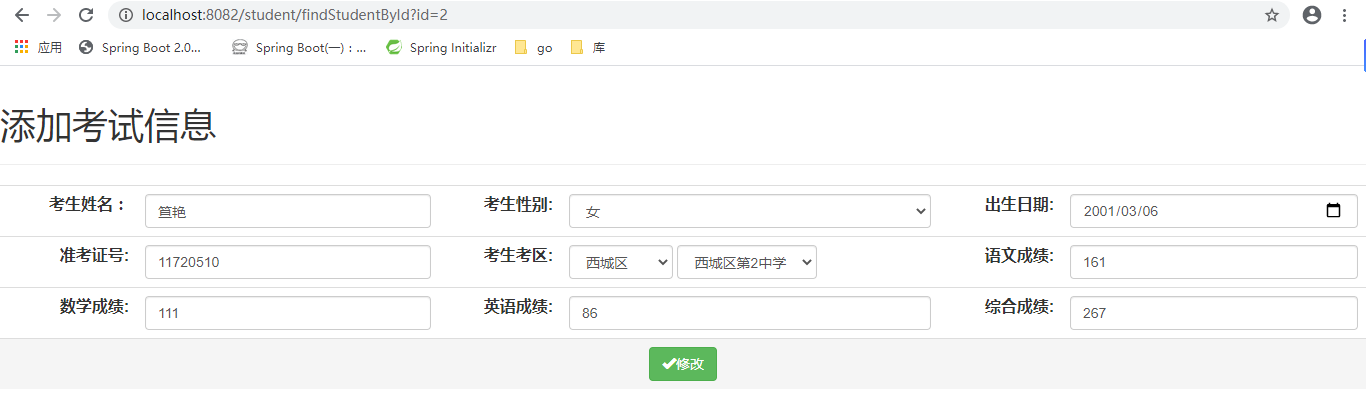 localhost:8082/student/findStudentById?id=2
应用 Spring Boot 2.0... Spring Boot(一)：... Spring Initializr go 库
添加考试信息
考生姓名： 笪艳 考生性别: 女 出生日期: 2001/03/06
准考证号: 11720510 考生考区: 西城区 西城区第2中学 语文成绩: 161
数学成绩: 111 英语成绩: 86 综合成绩: 267
修改